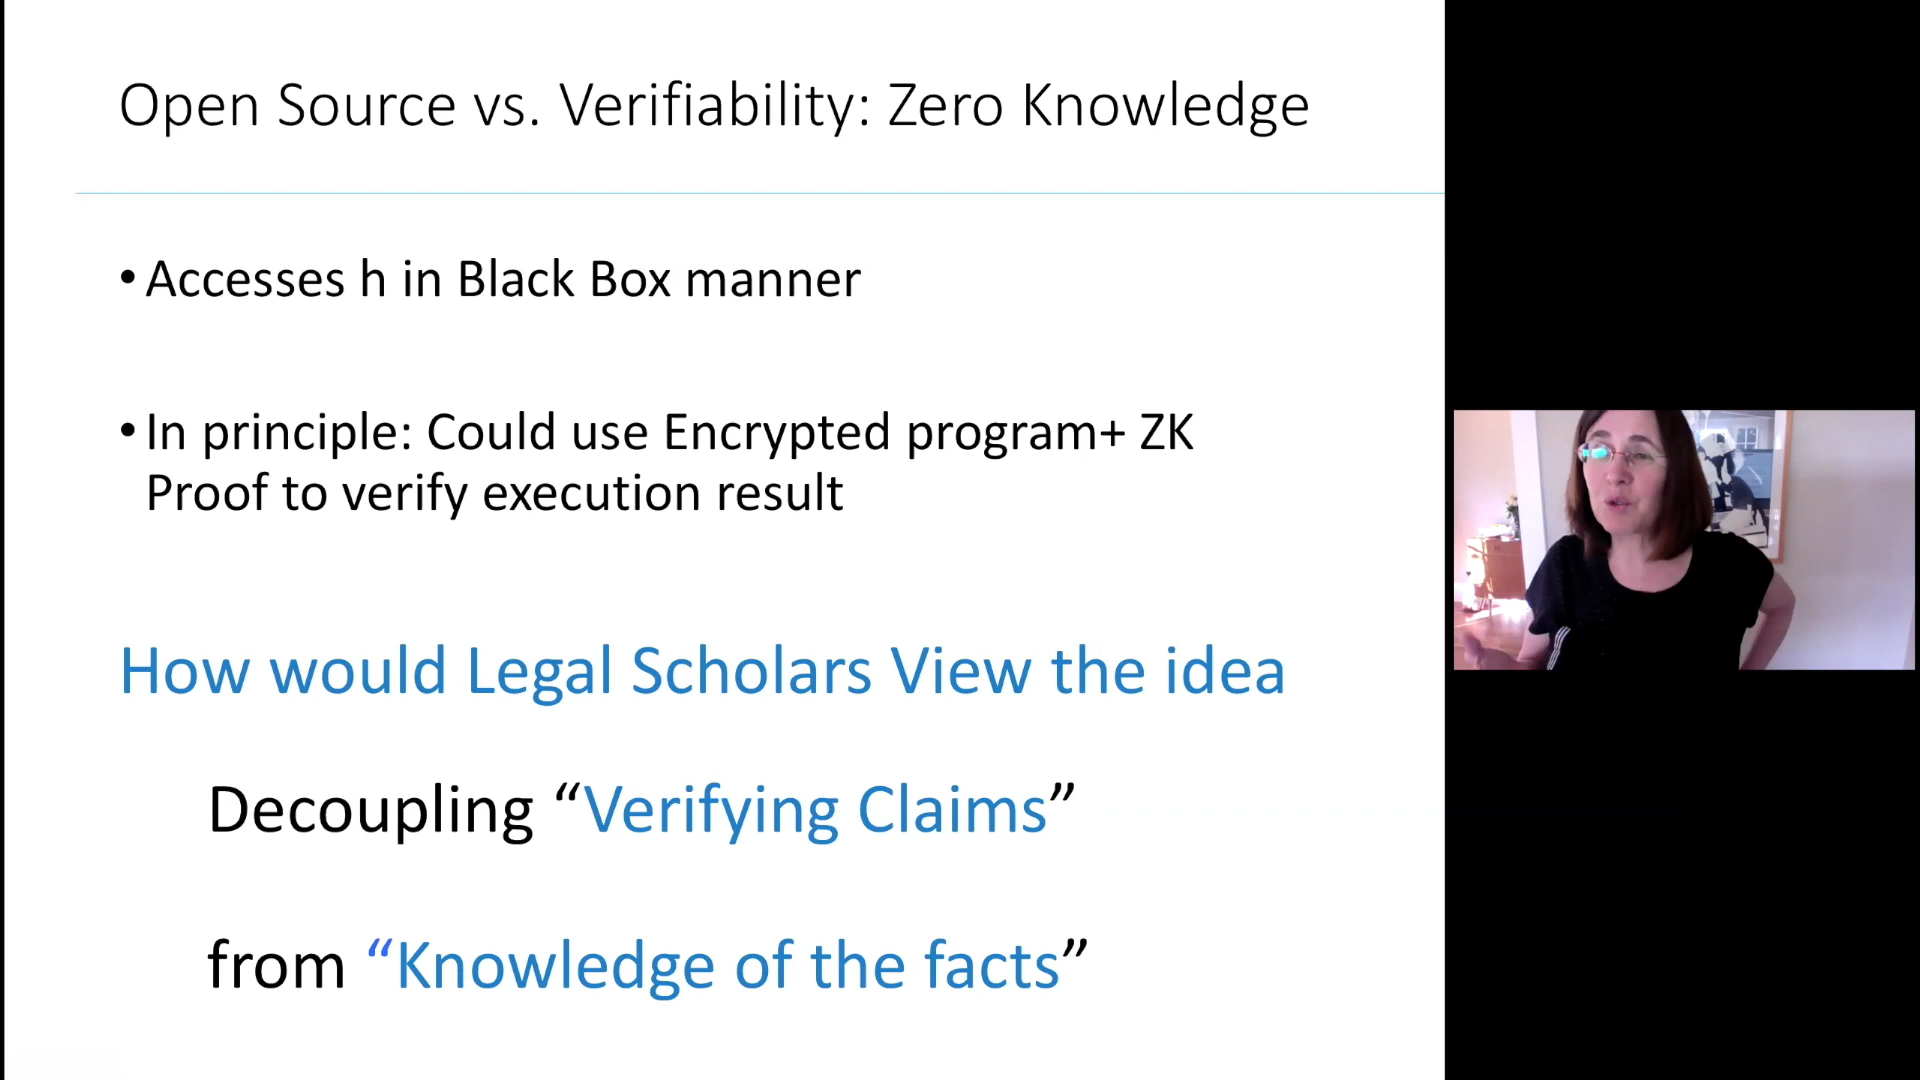 Open Source vs. Verifiability: Zero Knowledge
• Accesses h in Black Box manner
• In principle: Could use Encrypted program+ ZK
Proof to verify execution result
How would Legal Scholars View the idea
Decoupling “Verifying Claims”
from “Knowledge of the facts”